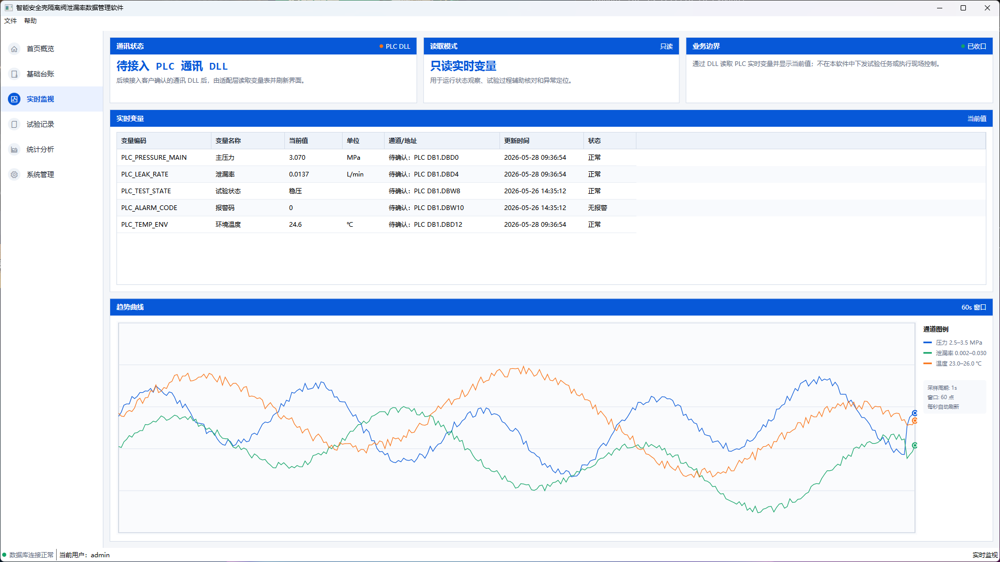 智能安全壳隔离阀泄漏率数据管理软件
文件 帮助
首页概览
基础台账
实时监视
试验记录
统计分析
系统管理
通讯状态 PLC DLL
待接入 PLC 通讯 DLL
后续接入客户确认的通讯 DLL 后，由适配层读取变量表并刷新界面。
读取模式 只读
只读实时变量
用于运行状态观察、试验过程辅助核对和异常定位。
业务边界 已收口
通过 DLL 读取 PLC 实时变量并显示当前值；不在本软件中下发试验任务或执行现场控制。
实时变量 当前值
变量编码 变量名称 当前值 单位 通道/地址 更新时间 状态
PLC_PRESSURE_MAIN 主压力 3.070 MPa 待确认：PLC DB1.DBD0 2026-05-28 09:36:54 正常
PLC_LEAK_RATE 泄漏率 0.0137 L/min 待确认：PLC DB1.DBD4 2026-05-28 09:36:54 正常
PLC_TEST_STATE 试验状态 稳压 待确认：PLC DB1.DBW8 2026-05-26 14:35:12 正常
PLC_ALARM_CODE 报警码 0 待确认：PLC DB1.DBW10 2026-05-26 14:35:12 无报警
PLC_TEMP_ENV 环境温度 24.6 ℃ 待确认：PLC DB1.DBD12 2026-05-28 09:36:54 正常
趋势曲线 60s 窗口
通道图例
压力 2.5–3.5 MPa
泄漏率 0.002–0.030
温度 23.0–26.0 ℃
采样周期: 1s
窗口: 60 点
每秒自动刷新
数据库连接正常 当前用户：admin 实时监视